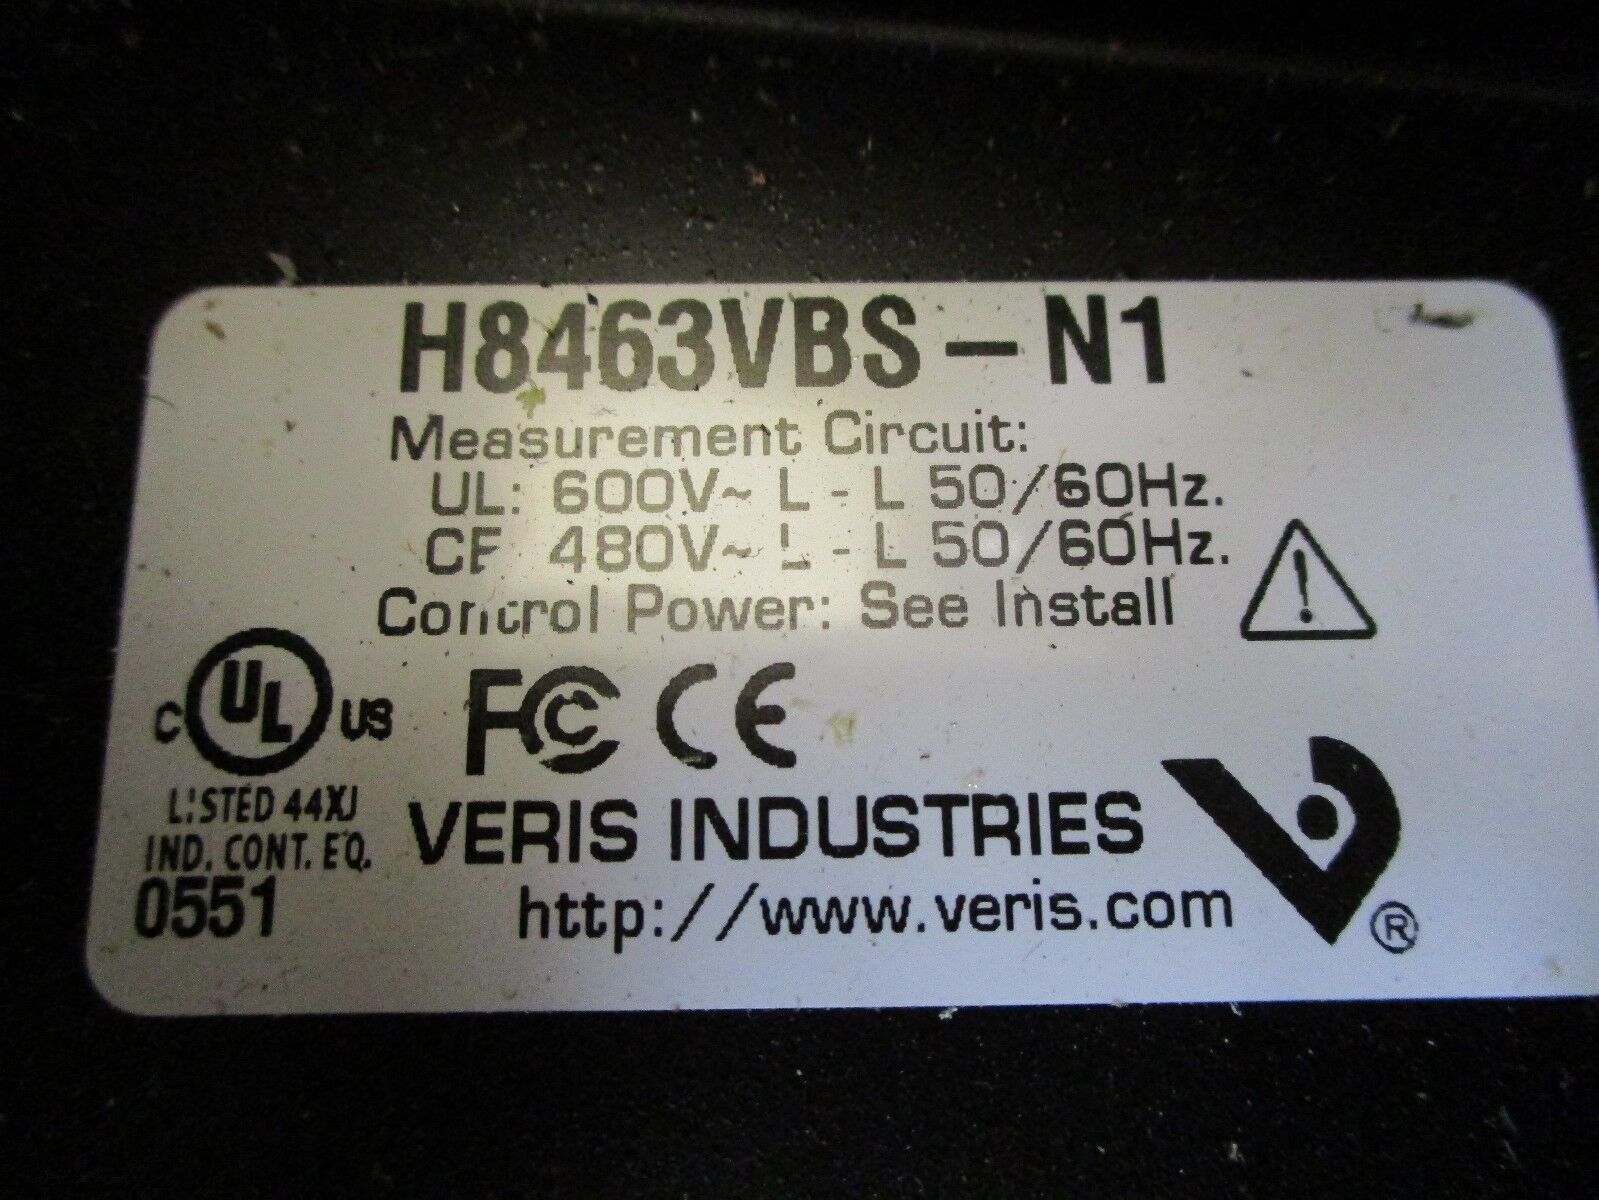 H8463VBS-N1
Measurement Circuit:
UL: 600V~ L - L 50/60Hz.
CE 480V~ L - L 50/60Hz.
Control Power: See Install
!
C UL US
FC CE
LISTED 44XJ
IND. CONT. EQ.
0551
VERIS INDUSTRIES
http://www.veris.com
®